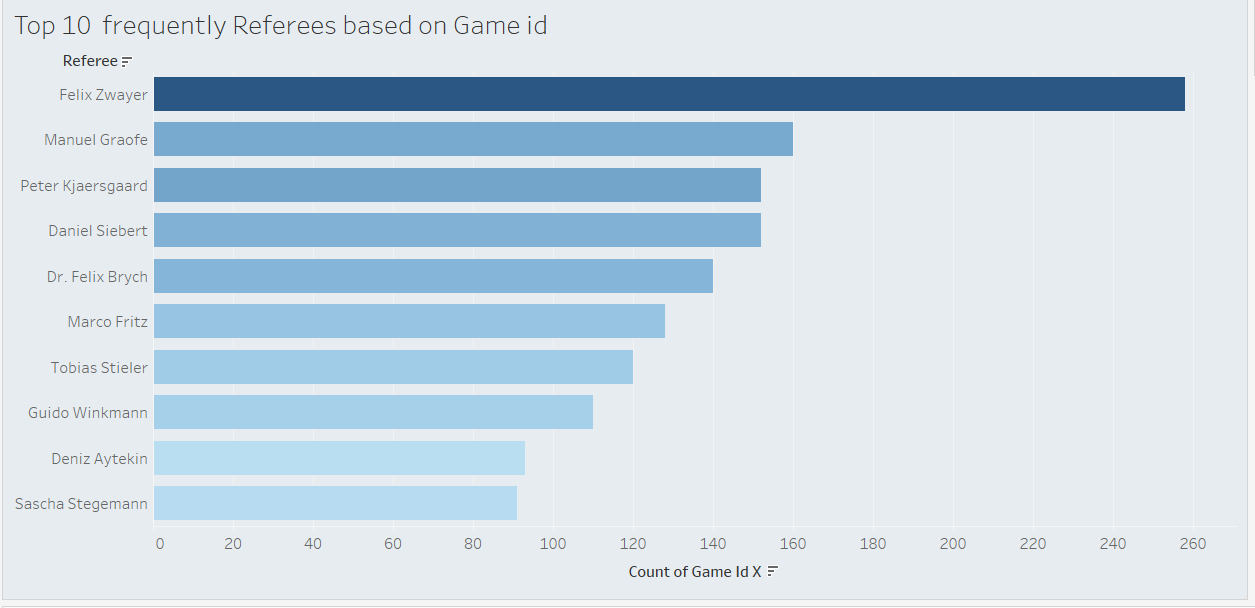 Top 10  frequently Referees based on Game id
Referee
Felix Zwayer
Manuel Graofe
Peter Kjaersgaard
Daniel Siebert
Dr. Felix Brych
Marco Fritz
Tobias Stieler
Guido Winkmann
Deniz Aytekin
Sascha Stegemann
0 20 40 60 80 100 120 140 160 180 200 220 240 260
Count of Game Id X